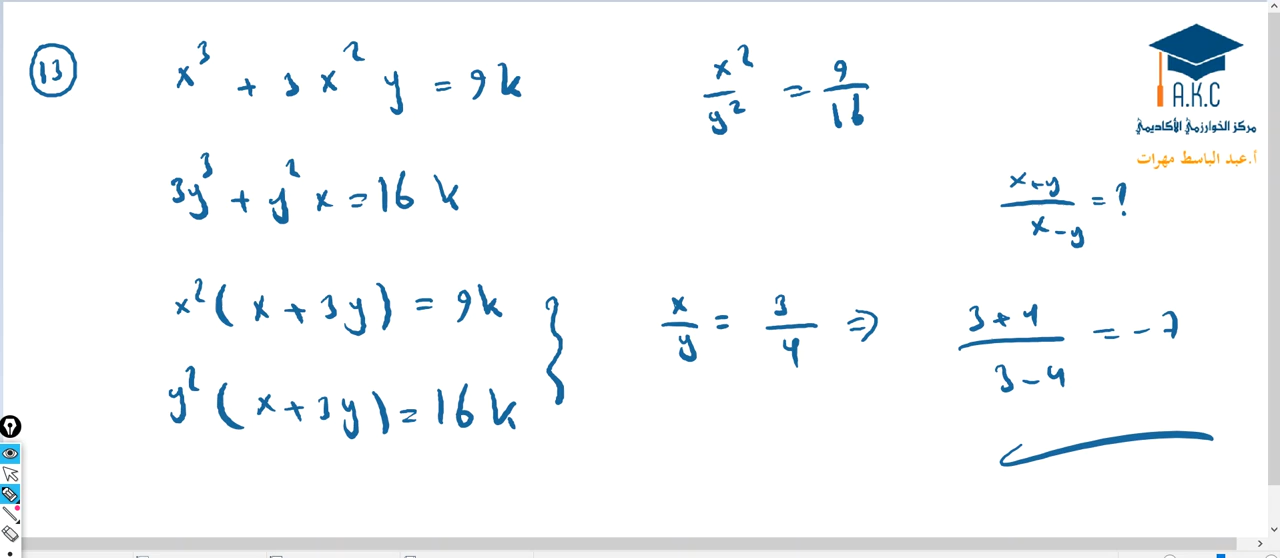 13
x³ + 3x²y = 9k
3y³ + y²x = 16k
x²(x + 3y) = 9k
y²(x + 3y) = 16k
x²/y² = 9/16
x/y = 3/4 ⇒
A.K.C
مركز الخوارزمي الأكاديمي
أ.عبد الباسط مهرات
x+y/x-y = ?
3+4/3-4 = -7